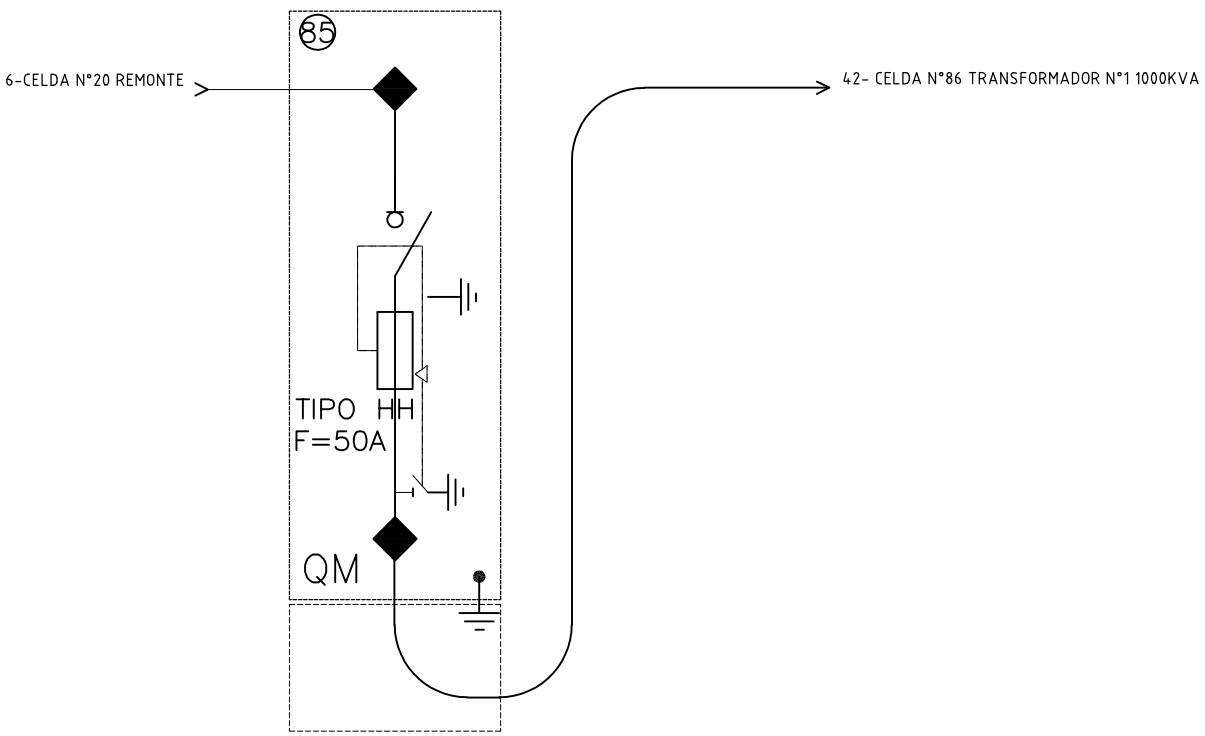 85
6-CELDA N°20 REMONTE
42- CELDA N°86 TRANSFORMADOR N°1 1000KVA
TIPO HH
F=50A
QM